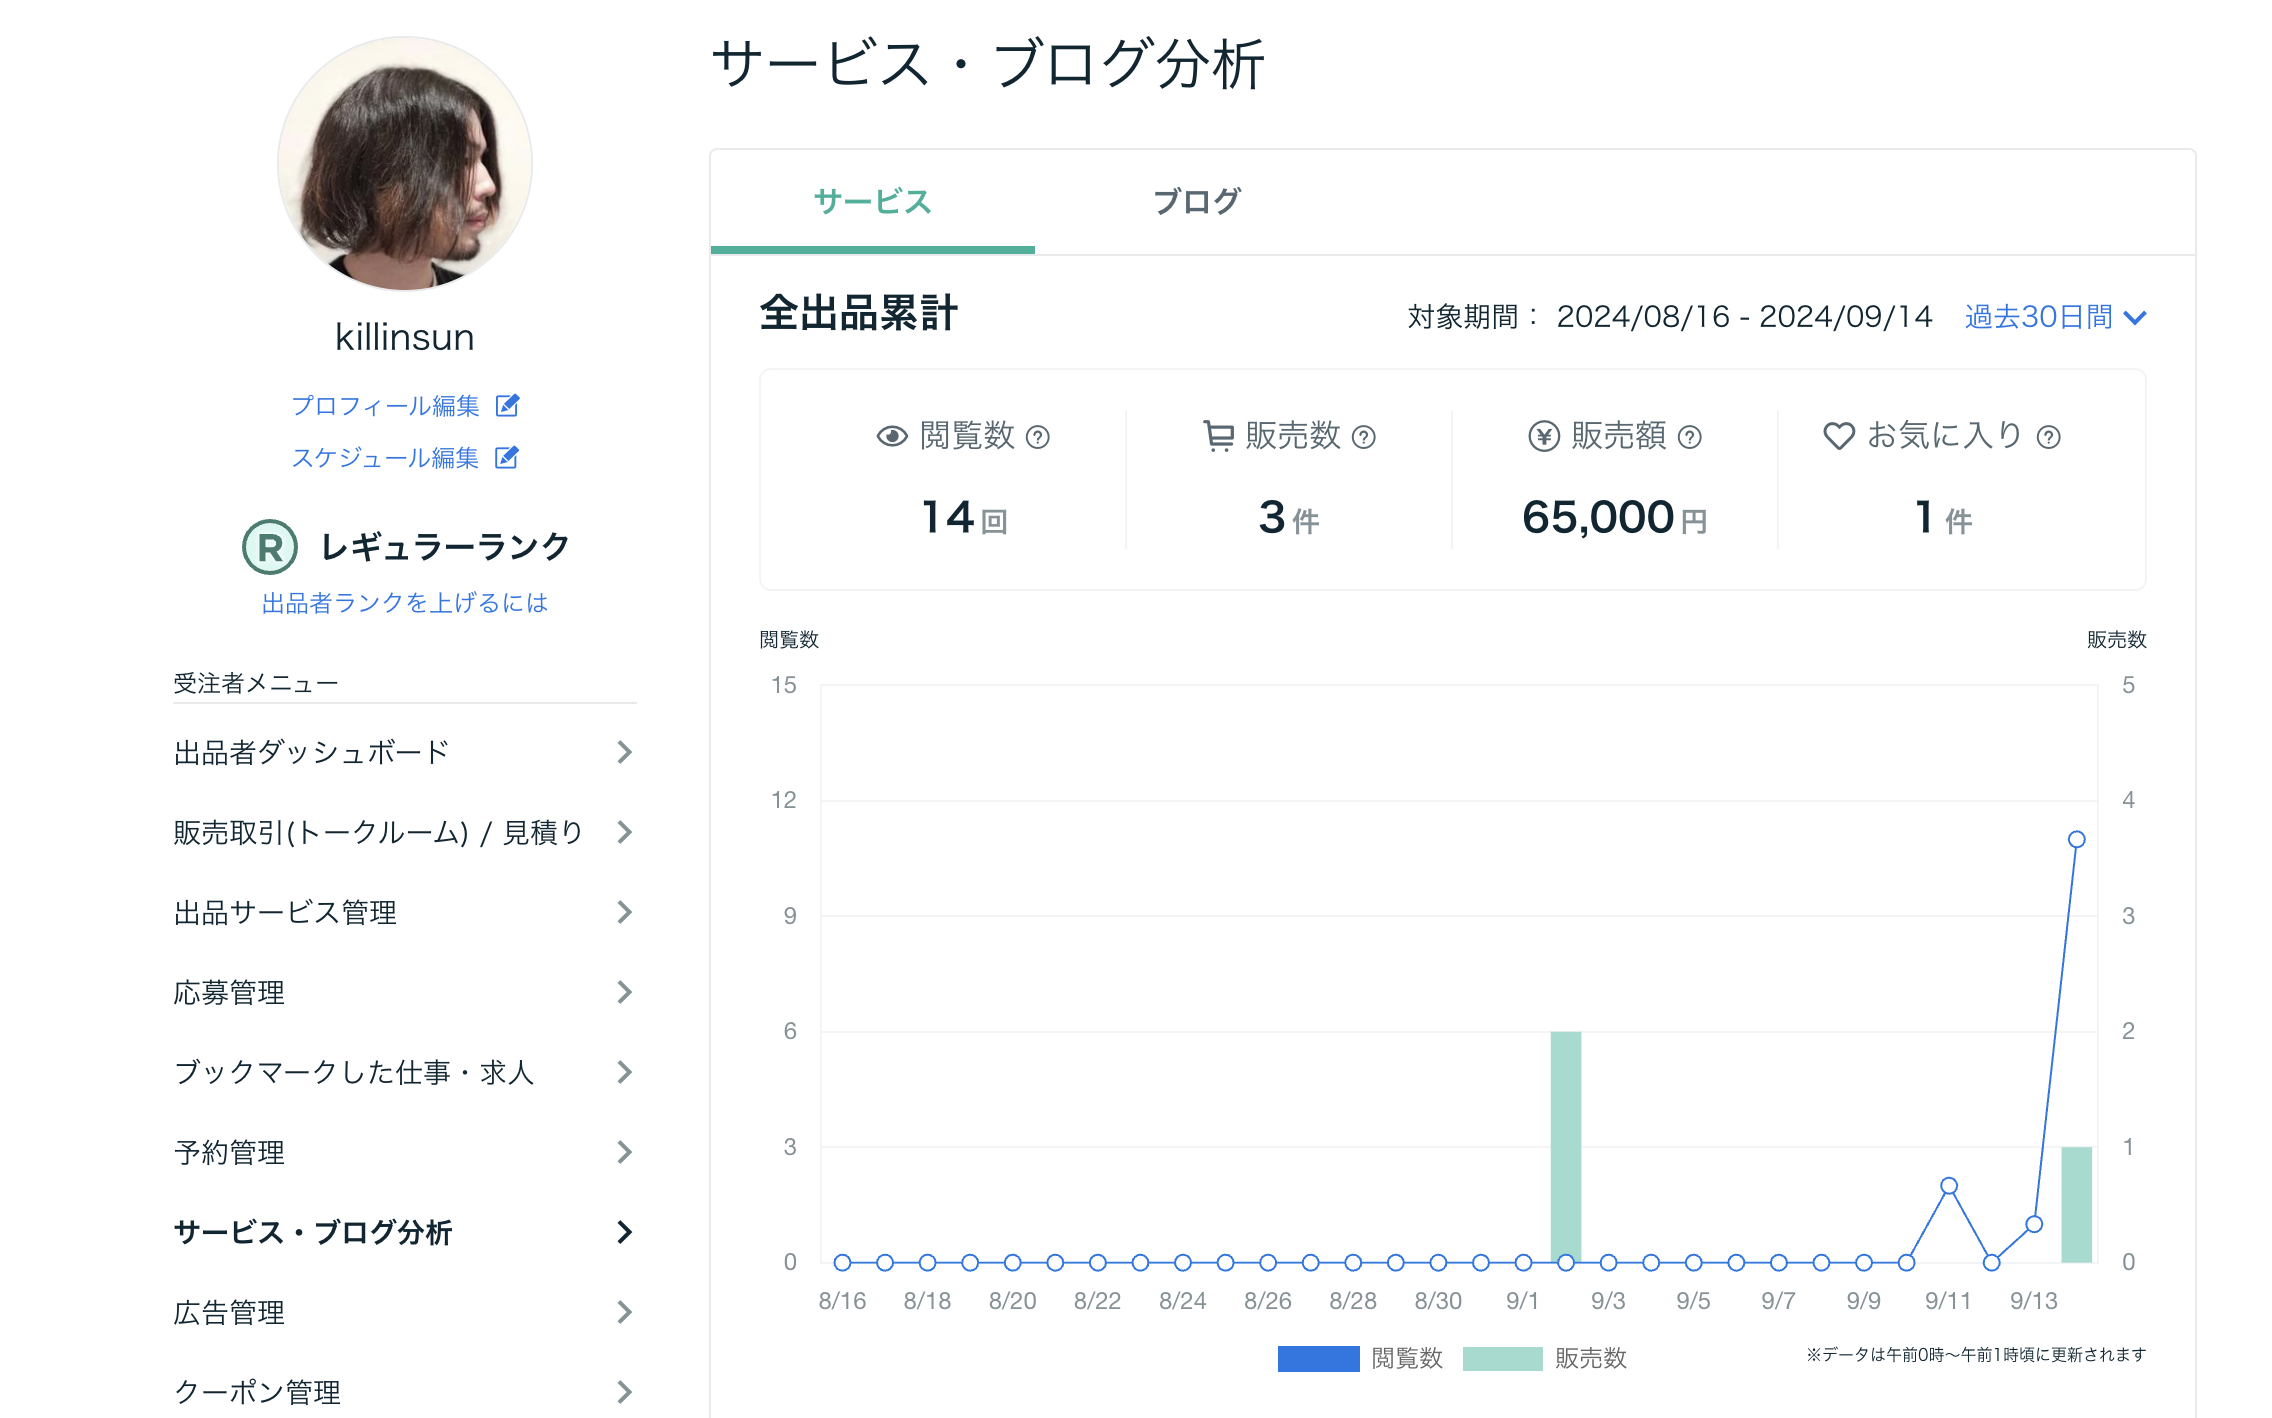 サービス・ブログ分析
killinsun
プロフィール編集
スケジュール編集
R レギュラーランク
出品者ランクを上げるには
受注者メニュー
出品者ダッシュボード
販売取引(トークルーム) / 見積り
出品サービス管理
応募管理
ブックマークした仕事・求人
予約管理
サービス・ブログ分析
広告管理
クーポン管理
サービス ブログ
全出品累計
対象期間： 2024/08/16 - 2024/09/14 過去30日間
閲覧数 ? 販売数 ? ¥ 販売額 ? お気に入り ?
14回 3件 65,000円 1件
閲覧数 販売数
15 5
12 4
9 3
6 2
3 1
0 0
8/16 8/18 8/20 8/22 8/24 8/26 8/28 8/30 9/1 9/3 9/5 9/7 9/9 9/11 9/13
閲覧数 販売数
※データは午前0時〜午前1時頃に更新されます